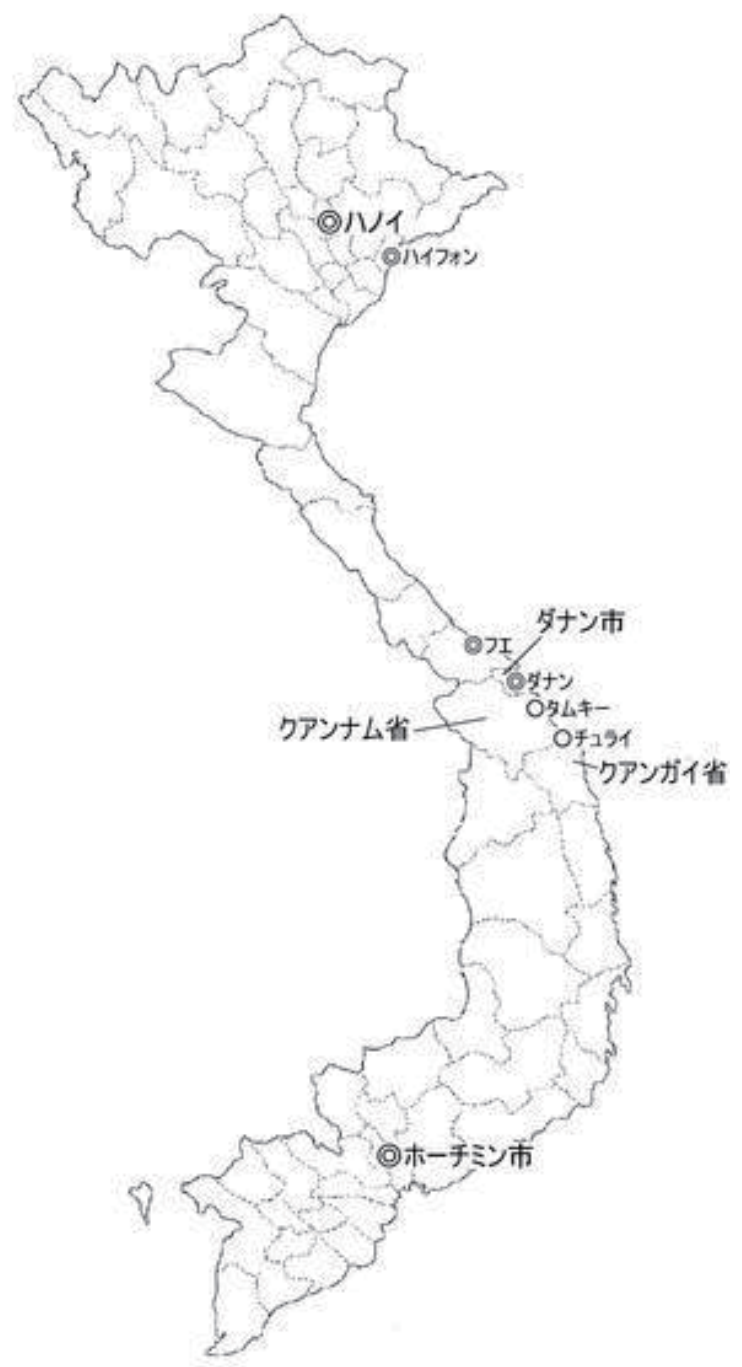 ハノイ
ハイフォン
ダナン市
フエ
ダナン
タムキー
クアンナム省
チュライ
クアンガイ省
ホーチミン市